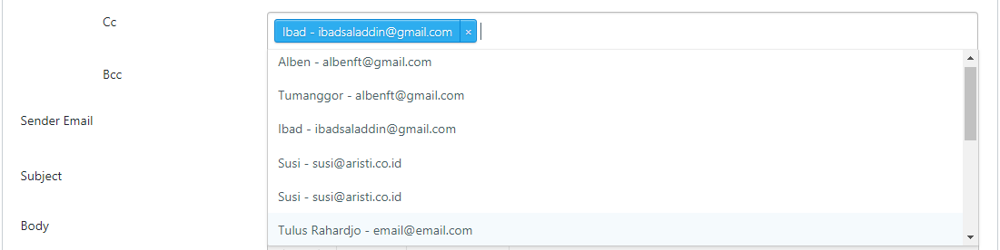 Cc
Ibad - ibadsaladdin@gmail.com ×
Alben - albenft@gmail.com
Bcc
Tumanggor - albenft@gmail.com
Sender Email
Ibad - ibadsaladdin@gmail.com
Susi - susi@aristi.co.id
Subject
Susi - susi@aristi.co.id
Body
Tulus Rahardjo - email@email.com